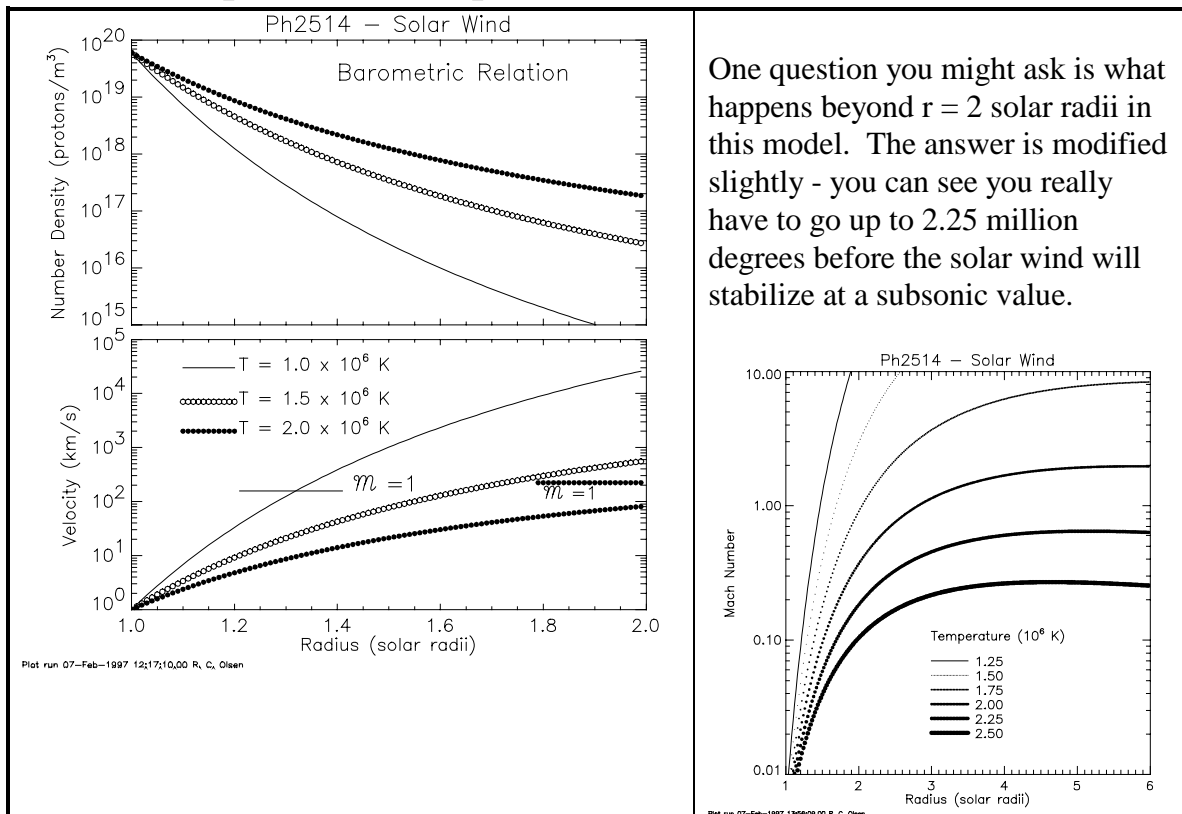 Ph2514 – Solar Wind
Barometric Relation
Number Density (protons/m³)
10²⁰
10¹⁹
10¹⁸
10¹⁷
10¹⁶
10¹⁵
Velocity (km/s)
10⁵
10⁴
10³
10²
10¹
10⁰
T = 1.0 x 10⁶ K
T = 1.5 x 10⁶ K
T = 2.0 x 10⁶ K
m = 1
m = 1
1.0 1.2 1.4 1.6 1.8 2.0
Radius (solar radii)
Plot run 07–Feb–1997 12:17:10.00 R. C. Olsen
One question you might ask is what
happens beyond r = 2 solar radii in
this model. The answer is modified
slightly - you can see you really
have to go up to 2.25 million
degrees before the solar wind will
stabilize at a subsonic value.
Ph2514 – Solar Wind
Mach Number
10.00
1.00
0.10
0.01
Temperature (10⁶ K)
1.25
1.50
1.75
2.00
2.25
2.50
1 2 3 4 5 6
Radius (solar radii)
Plot run 07–Feb–1997 R. C. Olsen